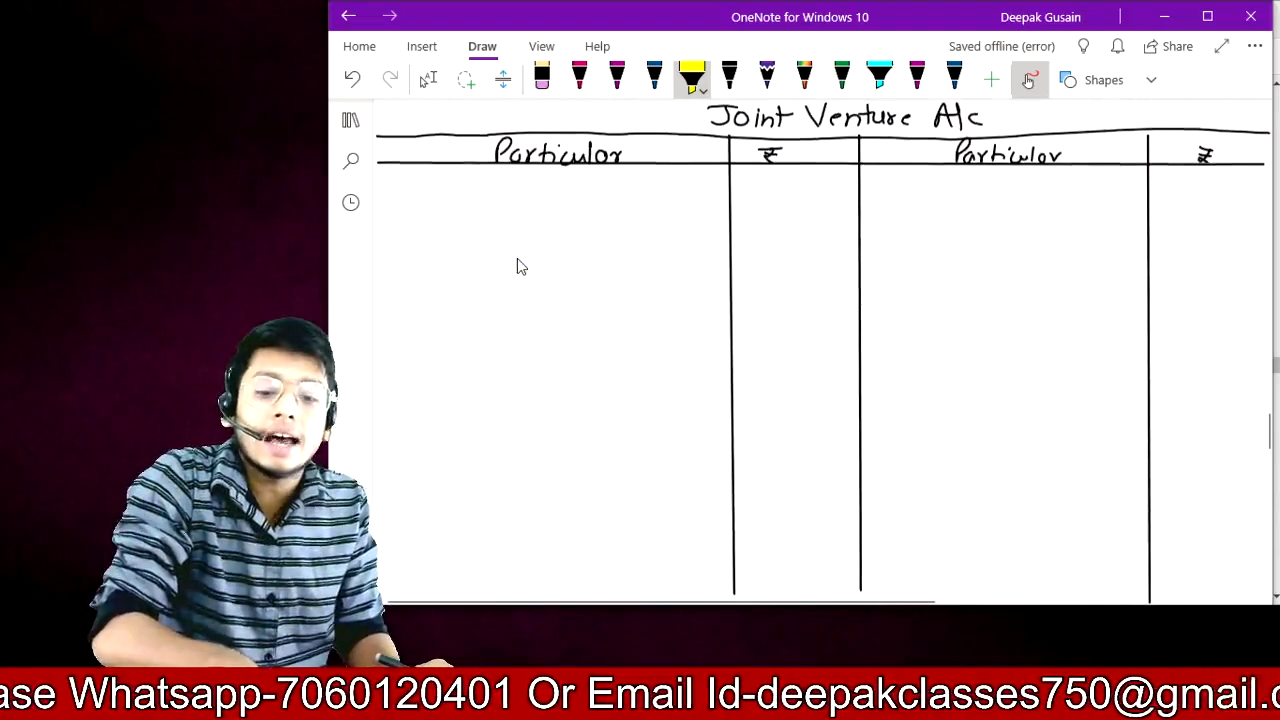 OneNote for Windows 10
Deepak Gusain
Home Insert Draw View Help
Saved offline (error)
Share
Shapes
Joint Venture A/c
Particular ₹ Particular ₹
ase Whatsapp-7060120401 Or Email Id-deepakclasses750@gmail.c